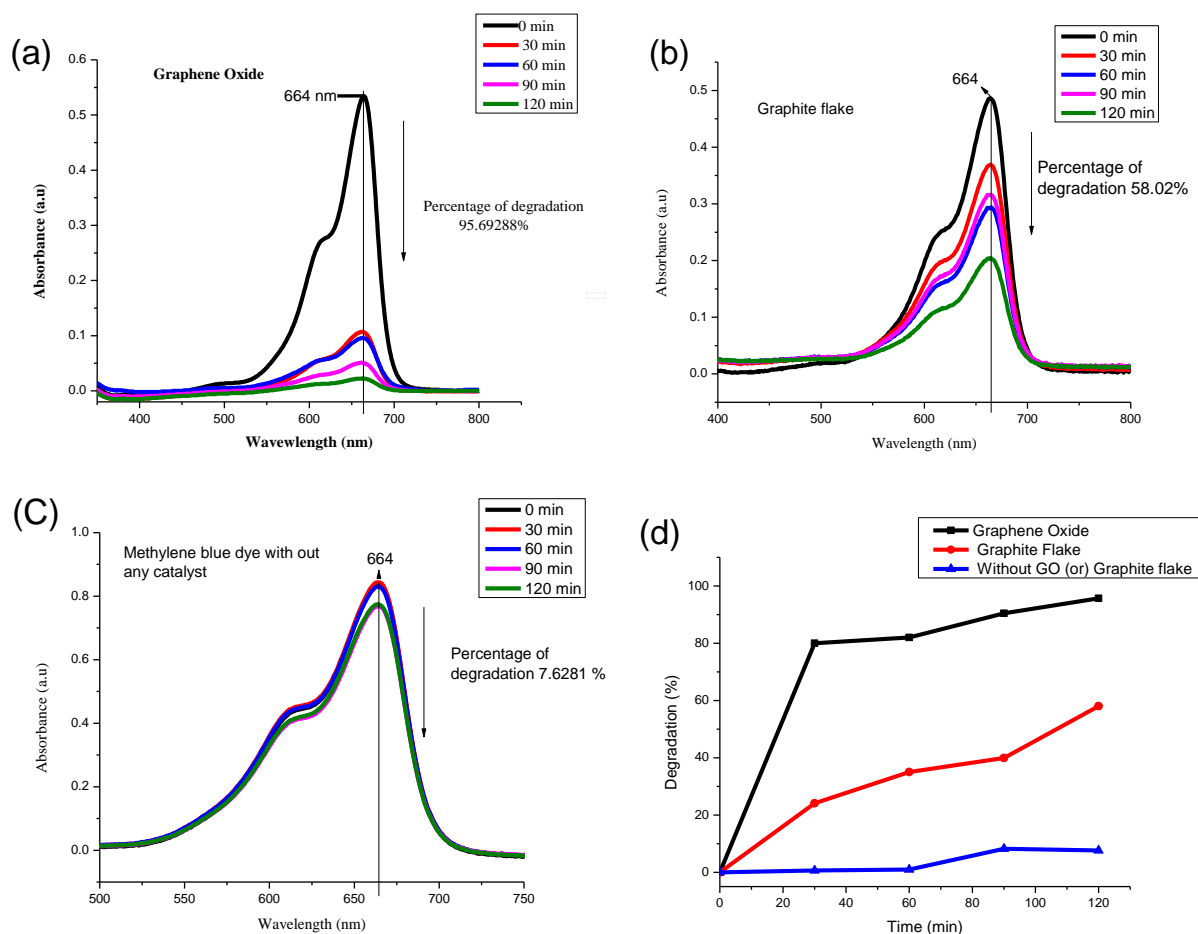 (a)
0 min
30 min
60 min
90 min
120 min
Graphene Oxide
664 nm
Percentage of degradation
95.69288%
0.6
0.5
0.4
0.3
0.2
0.1
0.0
Absorbance (a.u)
400
500
600
700
800
Wavewlength (nm)
(b)
0 min
30 min
60 min
90 min
120 min
Graphite flake
664
Percentage of
degradation 58.02%
0.5
0.4
0.3
0.2
0.1
0.0
Absorbance (a.u)
400
500
600
700
800
Wavelength (nm)
(C)
0 min
30 min
60 min
90 min
120 min
Methylene blue dye with out
any catalyst
664
Percentage of
degradation 7.6281 %
1.0
0.8
0.6
0.4
0.2
0.0
Absorbance (a.u)
500
550
600
650
700
750
Wavelength (nm)
(d)
Graphene Oxide
Graphite Flake
Without GO (or) Graphite flake
100
80
60
40
20
0
Degradation (%)
0
20
40
60
80
100
120
Time (min)